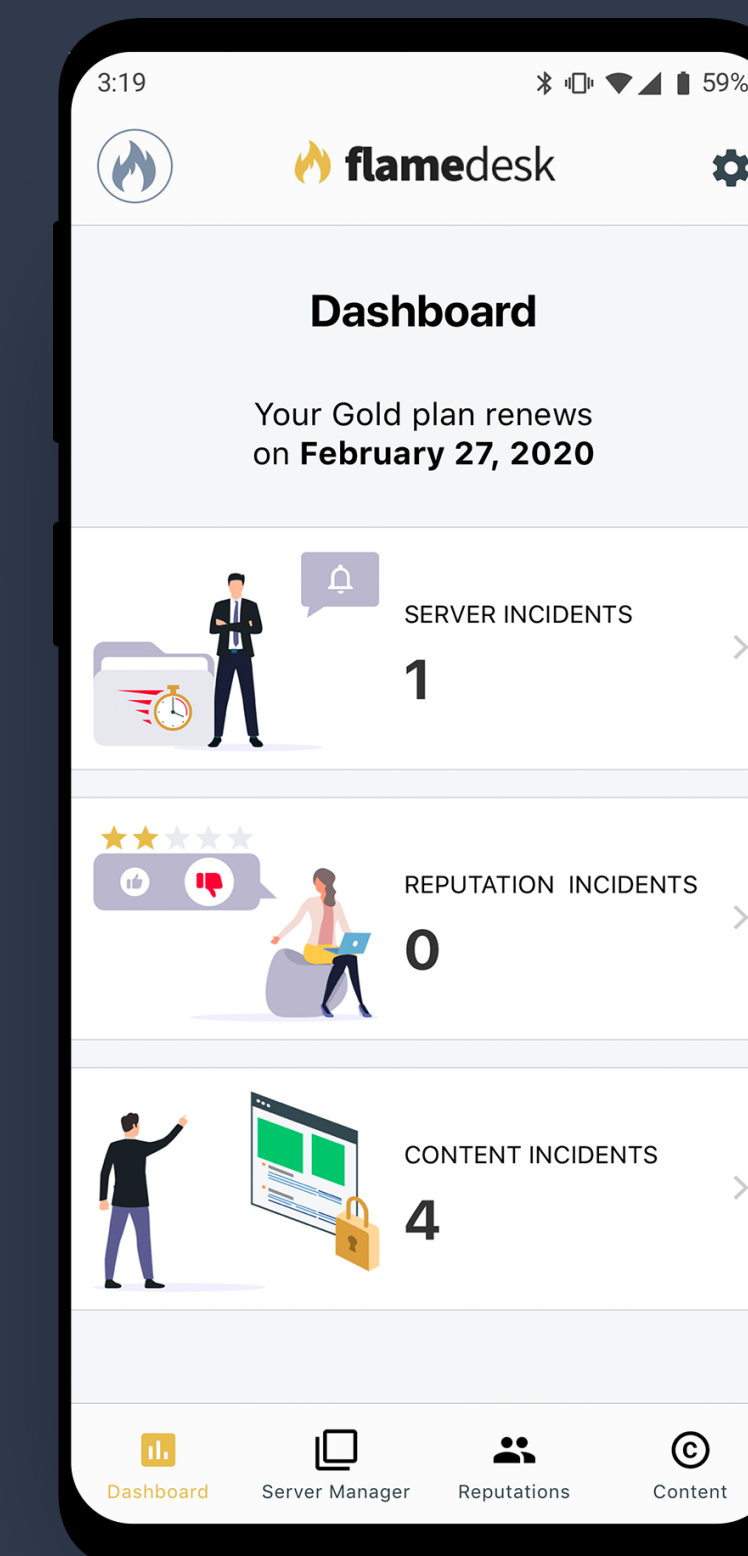 3:19 59%
flamedesk
Dashboard
Your Gold plan renews
on February 27, 2020
SERVER INCIDENTS
1
REPUTATION INCIDENTS
0
CONTENT INCIDENTS
4
Dashboard Server Manager Reputations Content